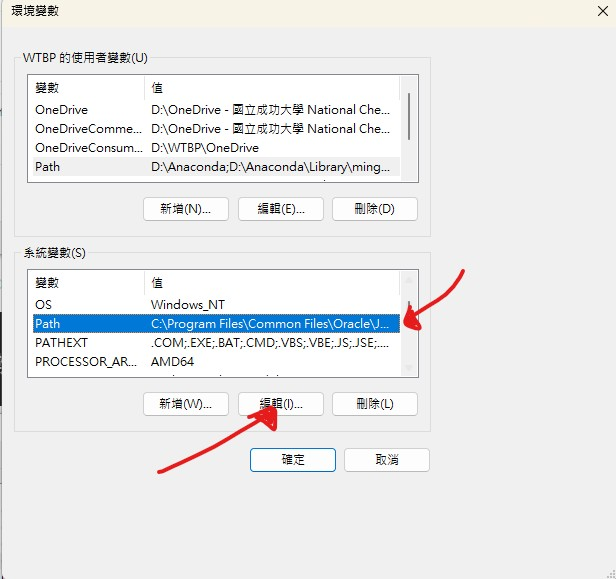 環境變數
WTBP 的使用者變數(U)
變數 值
OneDrive D:\OneDrive - 國立成功大學 National Che...
OneDriveComme... D:\OneDrive - 國立成功大學 National Che...
OneDriveConsum... D:\WTBP\OneDrive
Path D:\Anaconda;D:\Anaconda\Library\ming...
新增(N)... 編輯(E)... 刪除(D)
系統變數(S)
變數 值
OS Windows_NT
Path C:\Program Files\Common Files\Oracle\J...
PATHEXT .COM;.EXE;.BAT;.CMD;.VBS;.VBE;.JS;.JSE;....
PROCESSOR_AR... AMD64
新增(W)... 編輯(I)... 刪除(L)
確定 取消